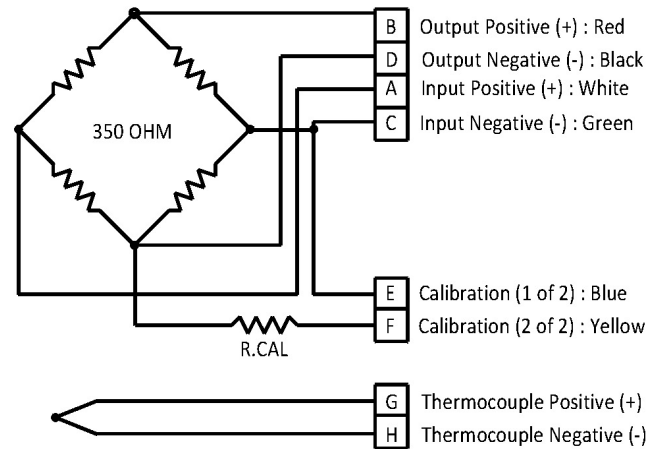 B Output Positive (+) : Red
D Output Negative (-) : Black
A Input Positive (+) : White
C Input Negative (-) : Green
350 OHM
E Calibration (1 of 2) : Blue
F Calibration (2 of 2) : Yellow
R.CAL
G Thermocouple Positive (+)
H Thermocouple Negative (-)